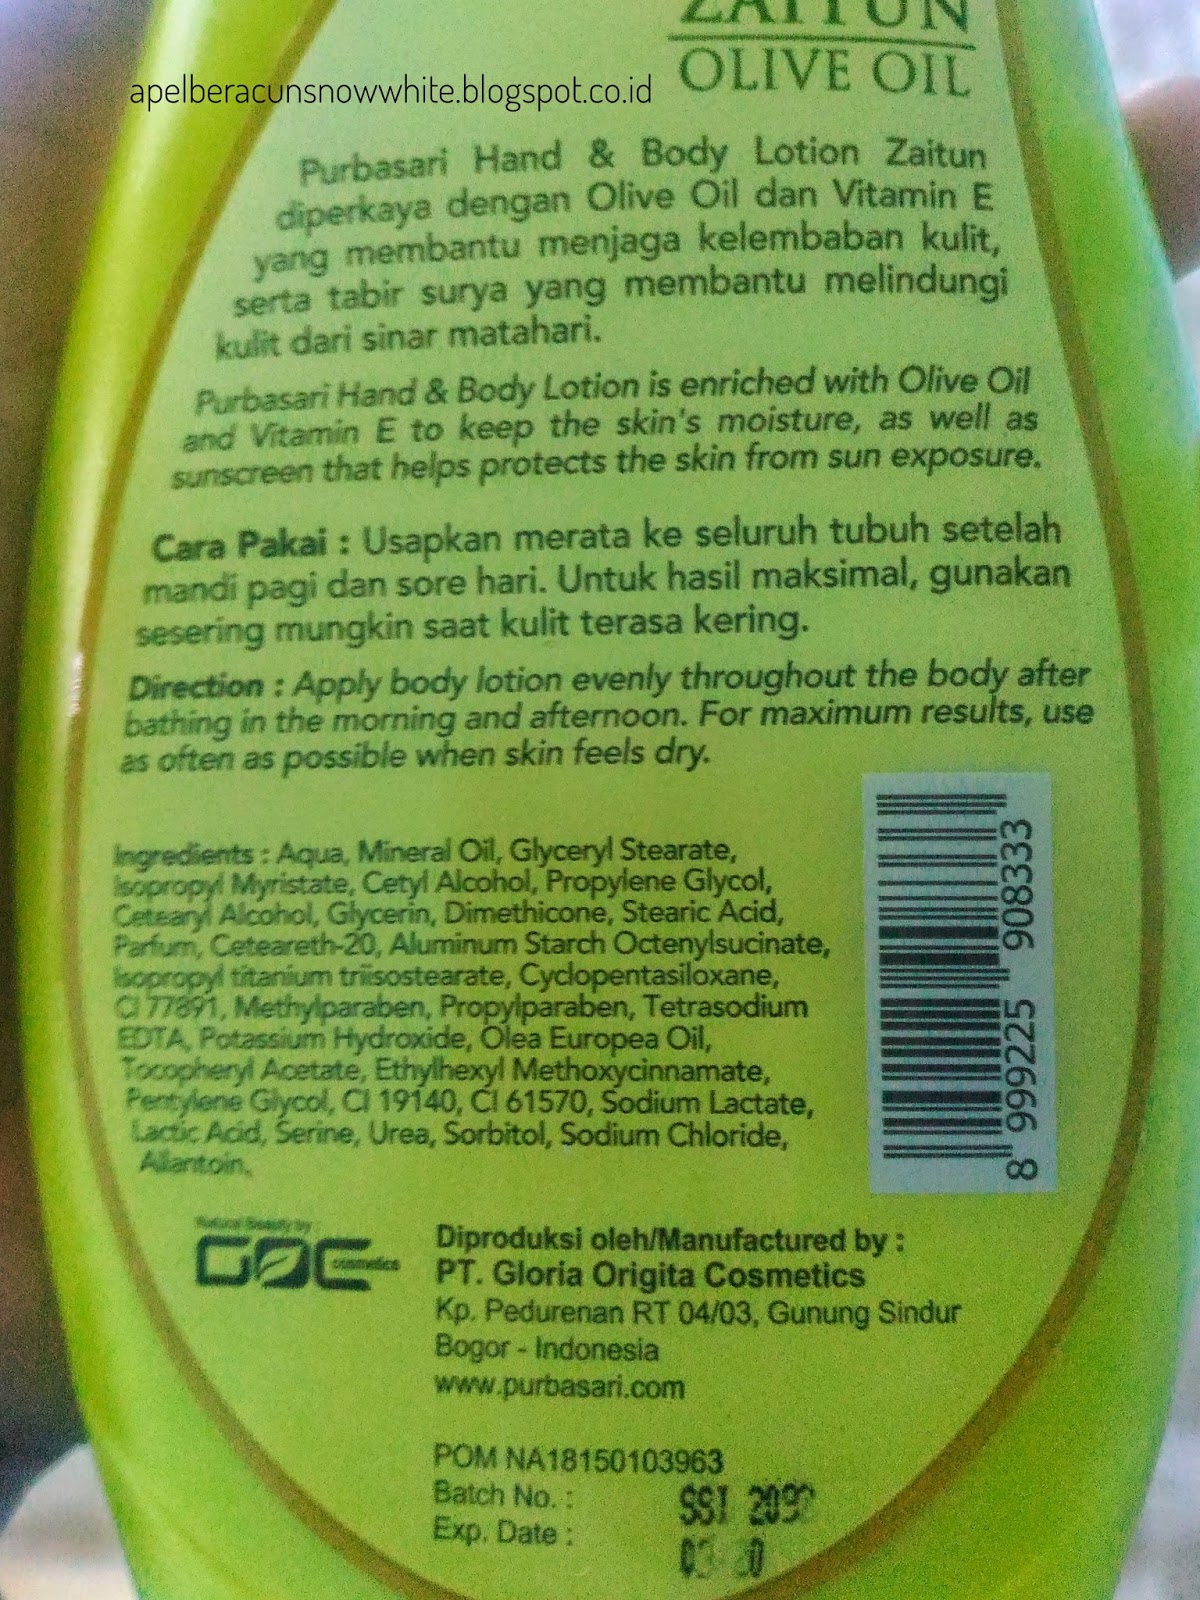 ZAITUN
OLIVE OIL
apelberacunsnowwhite.blogspot.co.id
Purbasari Hand & Body Lotion Zaitun
diperkaya dengan Olive Oil dan Vitamin E
yang membantu menjaga kelembaban kulit,
serta tabir surya yang membantu melindungi
kulit dari sinar matahari.
Purbasari Hand & Body Lotion is enriched with Olive Oil
and Vitamin E to keep the skin's moisture, as well as
sunscreen that helps protects the skin from sun exposure.
Cara Pakai : Usapkan merata ke seluruh tubuh setelah
mandi pagi dan sore hari. Untuk hasil maksimal, gunakan
sesering mungkin saat kulit terasa kering.
Direction : Apply body lotion evenly throughout the body after
bathing in the morning and afternoon. For maximum results, use
as often as possible when skin feels dry.
Ingredients : Aqua, Mineral Oil, Glyceryl Stearate,
Isopropyl Myristate, Cetyl Alcohol, Propylene Glycol,
Cetearyl Alcohol, Glycerin, Dimethicone, Stearic Acid,
Parfum, Ceteareth-20, Aluminum Starch Octenylsucinate,
Isopropyl titanium triisostearate, Cyclopentasiloxane,
CI 77891, Methylparaben, Propylparaben, Tetrasodium
EDTA, Potassium Hydroxide, Olea Europea Oil,
Tocopheryl Acetate, Ethylhexyl Methoxycinnamate,
Pentylene Glycol, CI 19140, CI 61570, Sodium Lactate,
Lactic Acid, Serine, Urea, Sorbitol, Sodium Chloride,
Allantoin.
8 999225 908333
Natural Beauty by
GOC cosmetics
Diproduksi oleh/Manufactured by :
PT. Gloria Origita Cosmetics
Kp. Pedurenan RT 04/03, Gunung Sindur
Bogor - Indonesia
www.purbasari.com
POM NA18150103963
Batch No. : SSI
Exp. Date :